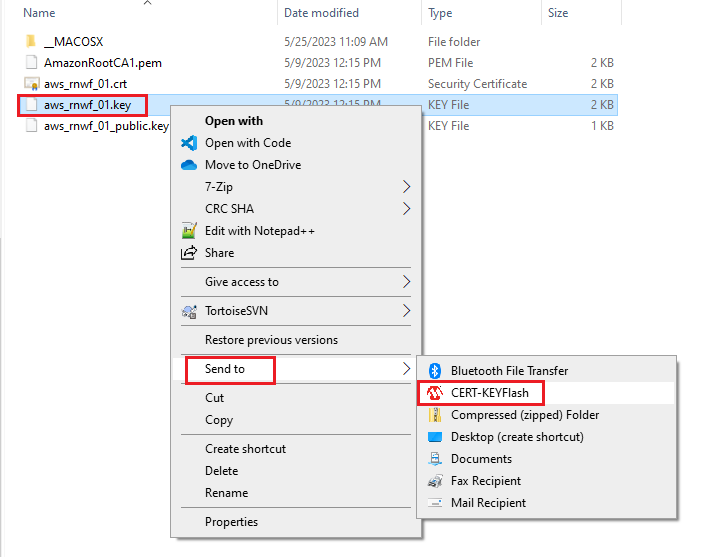 Name Date modified Type Size
__MACOSX 5/25/2023 11:09 AM File folder
AmazonRootCA1.pem 5/9/2023 12:15 PM PEM File 2 KB
aws_rnwf_01.crt 5/9/2023 12:15 PM Security Certificate 2 KB
aws_rnwf_01.key 5/9/2023 12:15 PM KEY File 2 KB
aws_rnwf_01_public.key KEY File 1 KB
Open with
Open with Code
Move to OneDrive
7-Zip
CRC SHA
Edit with Notepad++
Share
Give access to
TortoiseSVN
Restore previous versions
Send to
Cut
Copy
Create shortcut
Delete
Rename
Properties
Bluetooth File Transfer
CERT-KEYFlash
Compressed (zipped) Folder
Desktop (create shortcut)
Documents
Fax Recipient
Mail Recipient